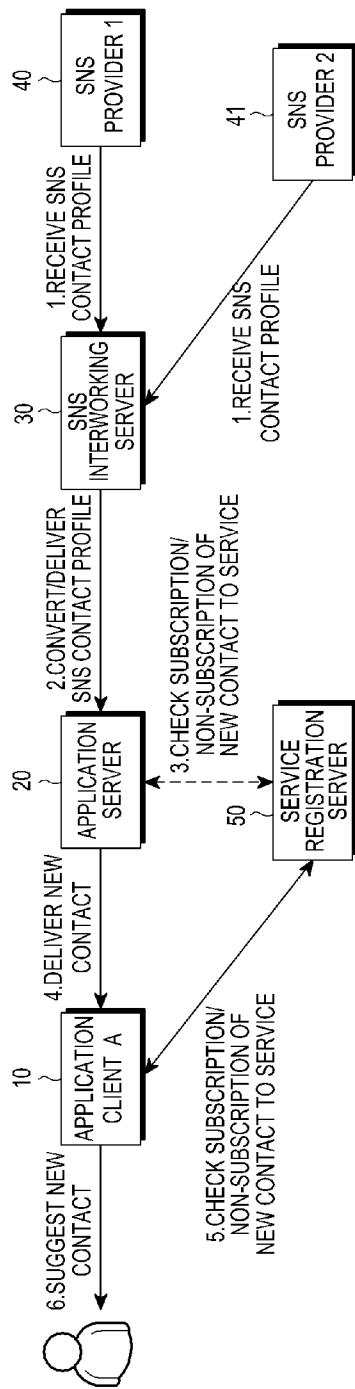 6.SUGGEST NEW
CONTACT
10
APPLICATION
CLIENT A
4.DELIVER NEW
CONTACT
20
APPLICATION
SERVER
2.CONVERT/DELIVER
SNS CONTACT PROFILE
30
SNS
INTERWORKING
SERVER
1.RECEIVE SNS
CONTACT PROFILE
40
SNS
PROVIDER 1
5.CHECK SUBSCRIPTION/
NON-SUBSCRIPTION OF
NEW CONTACT TO SERVICE
3.CHECK SUBSCRIPTION/
NON-SUBSCRIPTION OF
NEW CONTACT TO SERVICE
50
SERVICE
REGISTRATION
SERVER
1.RECEIVE SNS
CONTACT PROFILE
41
SNS
PROVIDER 2